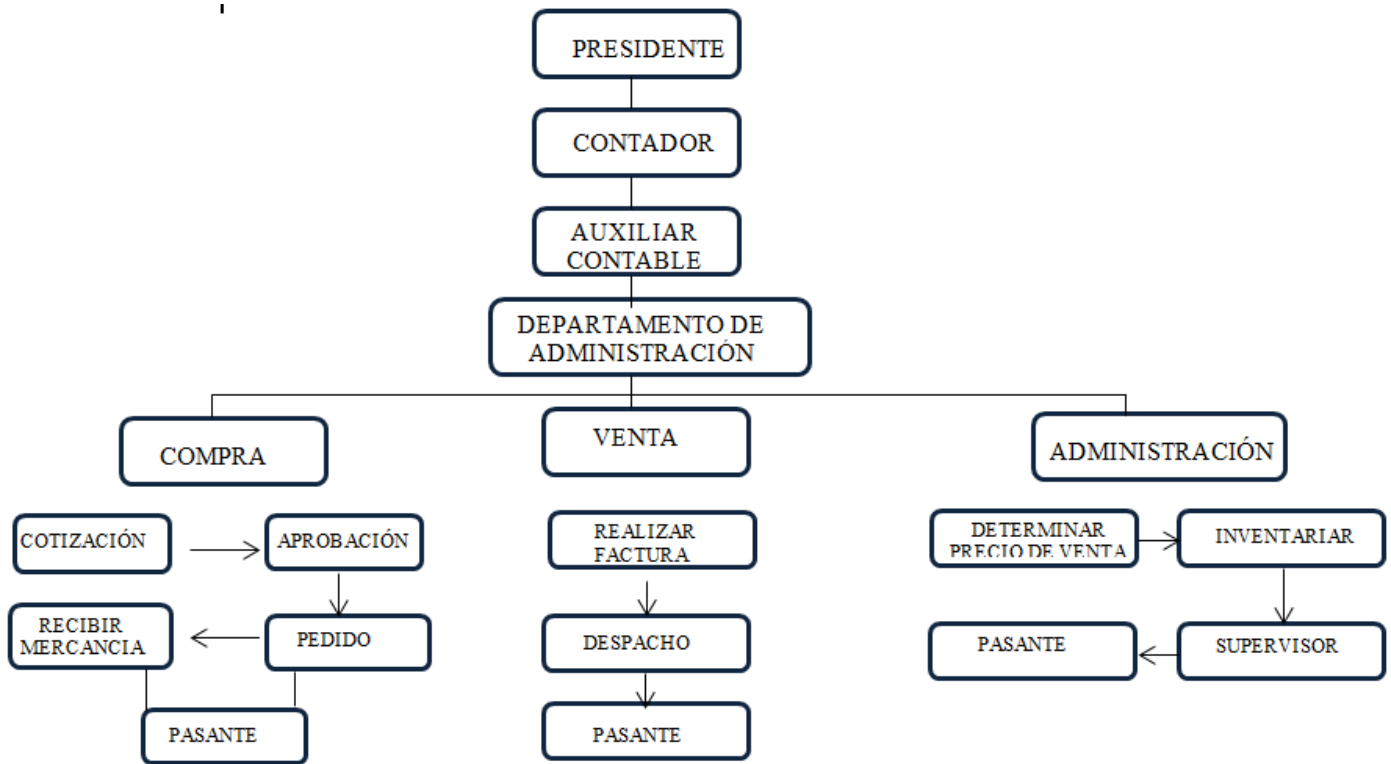 PRESIDENTE
CONTADOR
AUXILIAR
CONTABLE
DEPARTAMENTO DE
ADMINISTRACIÓN
COMPRA
VENTA
ADMINISTRACIÓN
COTIZACIÓN
APROBACIÓN
RECIBIR
MERCANCIA
PEDIDO
PASANTE
REALIZAR
FACTURA
DESPACHO
PASANTE
DETERMINAR
PRECIO DE VENTA
INVENTARIAR
PASANTE
SUPERVISOR